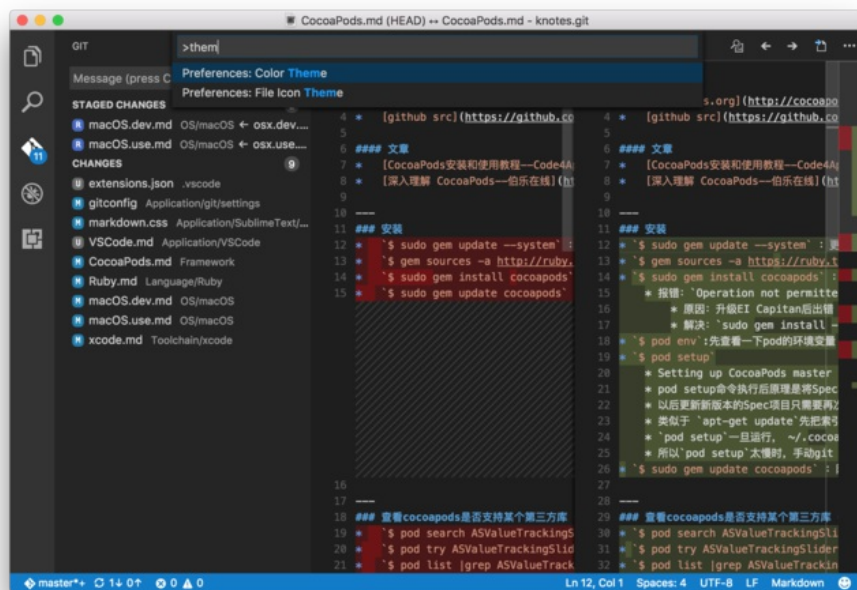 CocoaPods.md (HEAD) ↔ CocoaPods.md - knotes.git
GIT
>them
Message (press C
Preferences: Color Theme
Preferences: File Icon Theme
STAGED CHANGES
macOS.dev.md OS/macOS ← osx.dev....
macOS.use.md OS/macOS ← osx.use....
CHANGES
9
11
U extensions.json .vscode
M gitconfig Application/git/settings
M markdown.css Application/SublimeText/...
U VSCode.md Application/VSCode
M CocoaPods.md Framework
M Ruby.md Language/Ruby
M macOS.dev.md OS/macOS
M macOS.use.md OS/macOS
M xcode.md Toolchain/xcode
4 * [github src](https://github.co
5
6 #### 文章
7 * [CocoaPods安装和使用教程--Code4A
8 * [深入理解 CocoaPods--伯乐在线](ht
9
10 ---
11 ### 安装
12 * `$ sudo gem update --system` :
13 * `$ gem sources -a http://ruby.t
14 * `$ sudo gem install cocoapods`
15 * `$ sudo gem update cocoapods`
16
17 ---
18 ### 查看cocoapods是否支持某个第三方库
19 * `$ pod search ASValueTrackingS
20 * `$ pod try ASValueTrackingSlid
21 * `$ pod list |grep ASValueTrack
s.org](http://cocoapo
4 * [github src](https://github.co
5
6 #### 文章
7 * [CocoaPods安装和使用教程--Code4Ap
8 * [深入理解 CocoaPods--伯乐在线](ht
9
10 ---
11 ### 安装
12 * `$ sudo gem update --system` : 更
13 * `$ gem sources -a https://ruby.t
14 * `$ sudo gem install cocoapods` :
15 * 报错: `Operation not permitte
16 * 原因: 升级EI Capitan后出错
17 * 解决: `sudo gem install -
18 * `$ pod env`:先查看一下pod的环境变量
19 * `$ pod setup`
20 * Setting up CocoaPods master
21 * pod setup命令执行后原理是将Spec
22 * 以后更新新版本的Spec项目只需要再次
23 * 类似于 `apt-get update`先把索引
24 * `pod setup`一旦运行, ~/.cocoa
25 * 所以`pod setup`太慢时, 手动git
26 * `$ sudo gem update cocoapods` :
27
28 ---
29 ### 查看cocoapods是否支持某个第三方库
30 * `$ pod search ASValueTrackingSli
31 * `$ pod try ASValueTrackingSlider
32 * `$ pod list |grep ASValueTrackin
master*+ 1↓ 0↑ 0 0 Ln 12, Col 1 Spaces: 4 UTF-8 LF Markdown